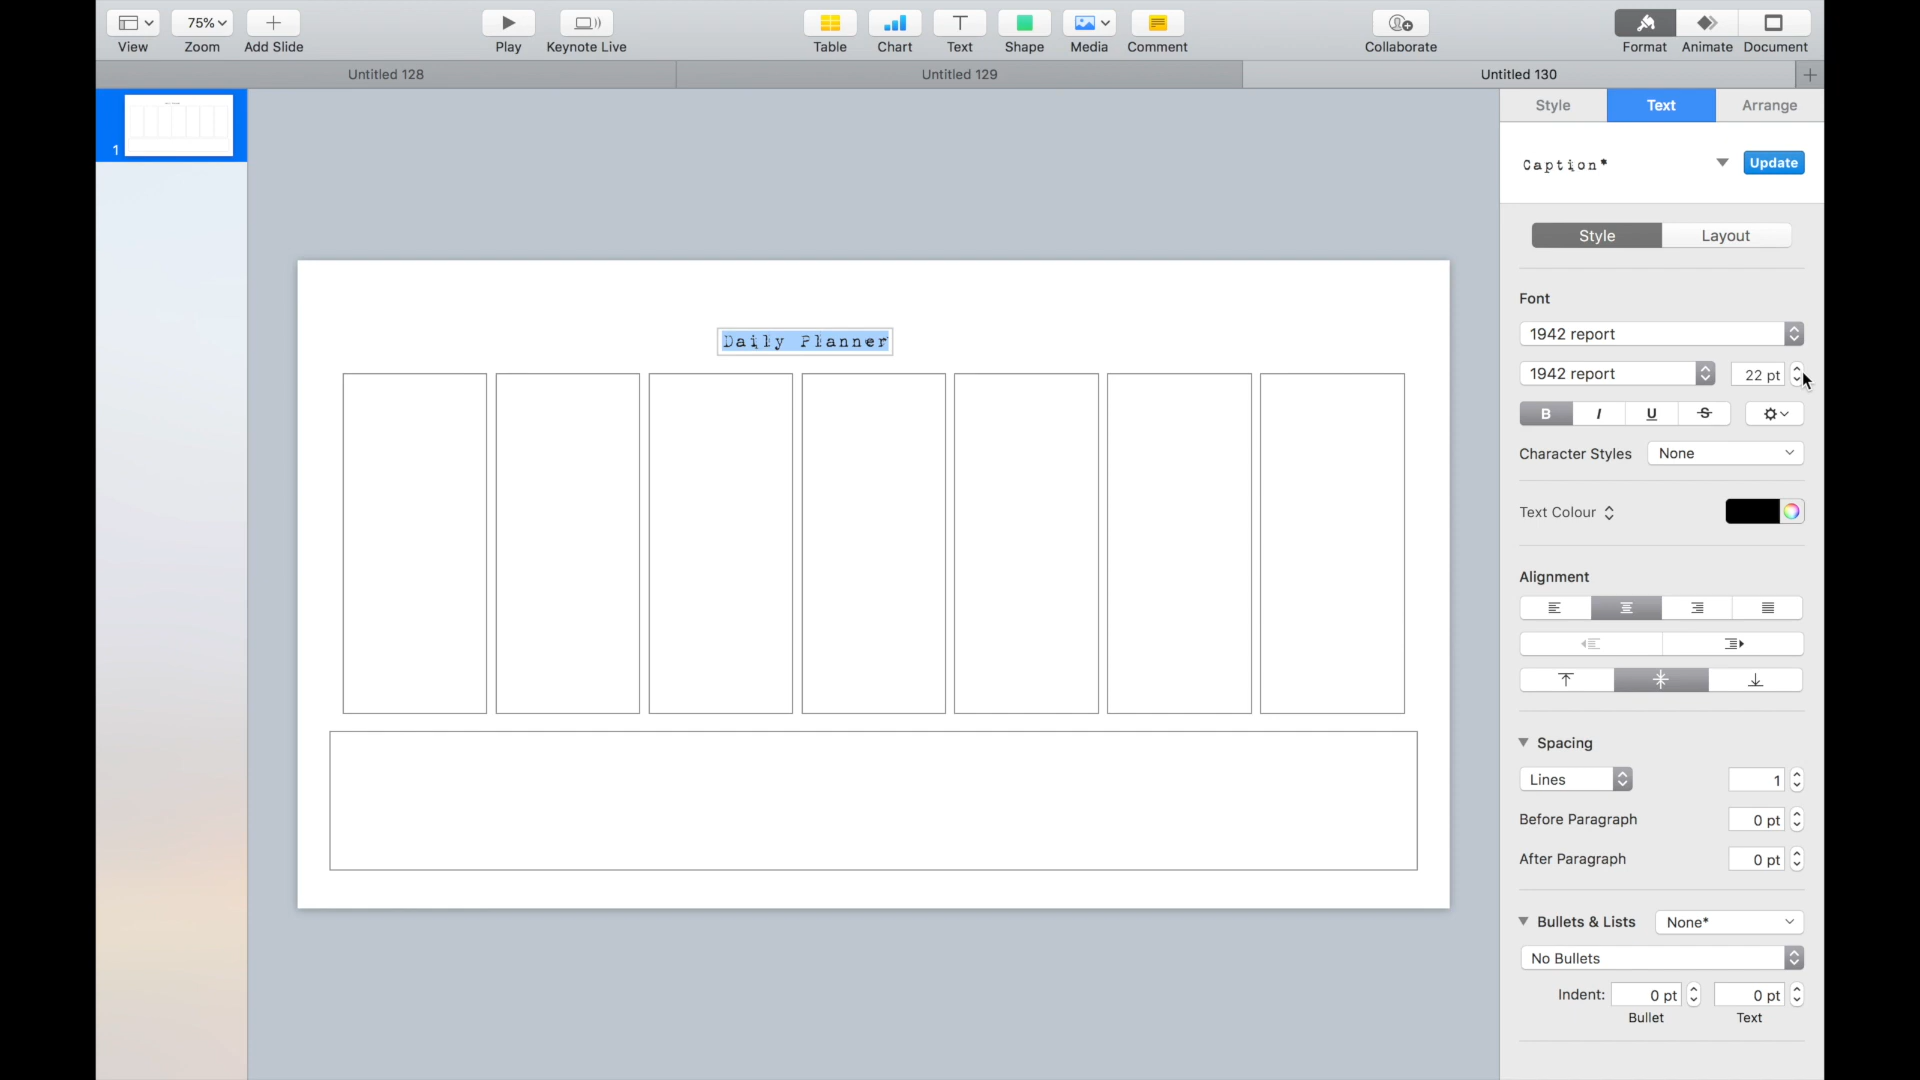 View
75%
Zoom
Add Slide
Play
Keynote Live
Table
Chart
Text
Shape
Media
Comment
Collaborate
Format
Animate
Document
Untitled 128
Untitled 129
Untitled 130
1
Daily Planner
Style
Text
Arrange
Caption*
Update
Style
Layout
Font
1942 report
1942 report
22 pt
B I U S
Character Styles
None
Text Colour
Alignment
Spacing
Lines
1
Before Paragraph
0 pt
After Paragraph
0 pt
Bullets & Lists
None*
No Bullets
Indent:
0 pt
0 pt
Bullet
Text